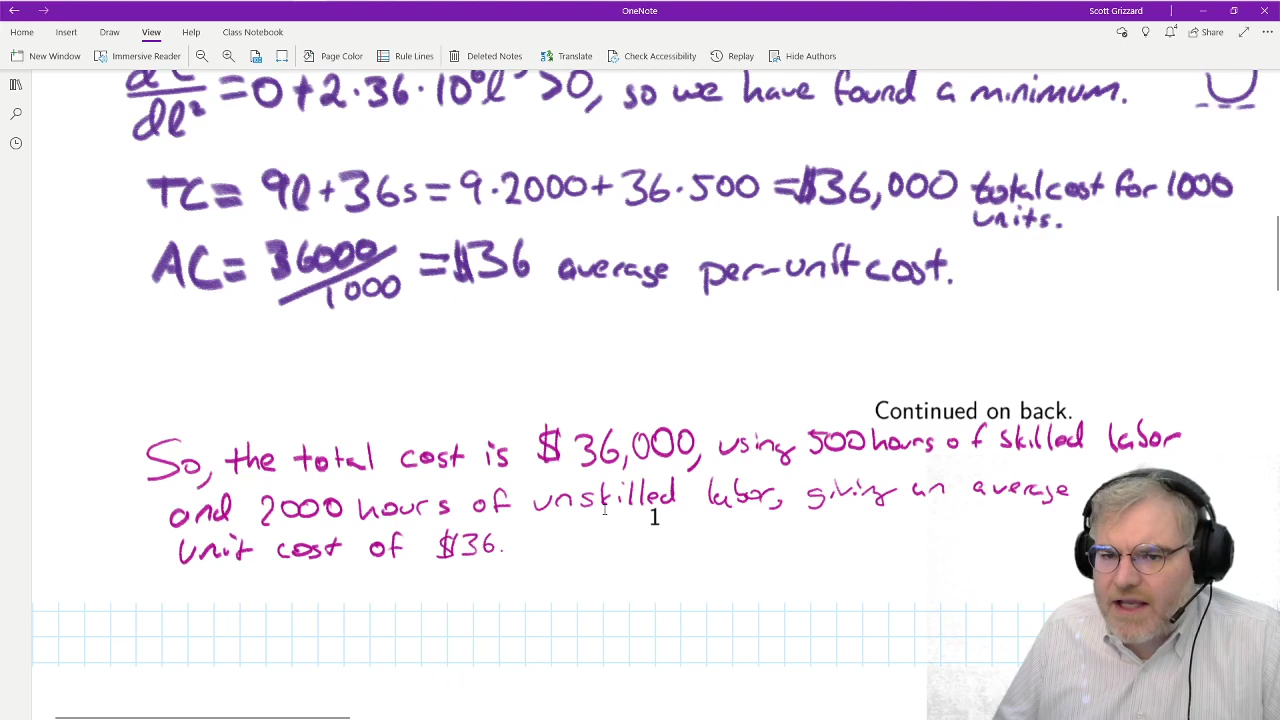 OneNote
Scott Grizzard
Home Insert Draw View Help Class Notebook
Share
New Window Immersive Reader Page Color Rule Lines Deleted Notes Translate Check Accessibility Replay Hide Authors
dl² = 0 + 2·36·10⁶l⁻³ > 0, so we have found a minimum.
TC = 9l + 36s = 9·2000 + 36·500 = $36,000 total cost for 1000
units.
AC = 36000/1000 = $36 average per-unit cost.
Continued on back.
So, the total cost is $36,000, using 500 hours of skilled labor
and 2000 hours of unskilled labor, giving an average
1
unit cost of $36.